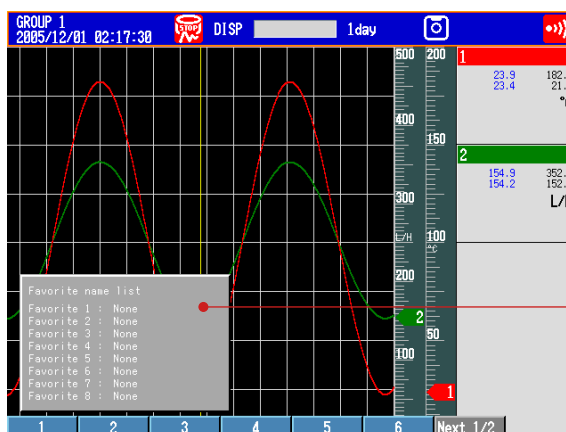 GROUP 1
2005/12/01 02:17:30
STOP
DISP
1day
500
200
400
150
300
L/H
100
°C
200
50
100
2
1
1
23.9
182.
23.4
21.
2
154.9
352.
154.2
152.
Favorite name list
Favorite 1 : None
Favorite 2 : None
Favorite 3 : None
Favorite 4 : None
Favorite 5 : None
Favorite 6 : None
Favorite 7 : None
Favorite 8 : None
1 2 3 4 5 6 Next 1/2